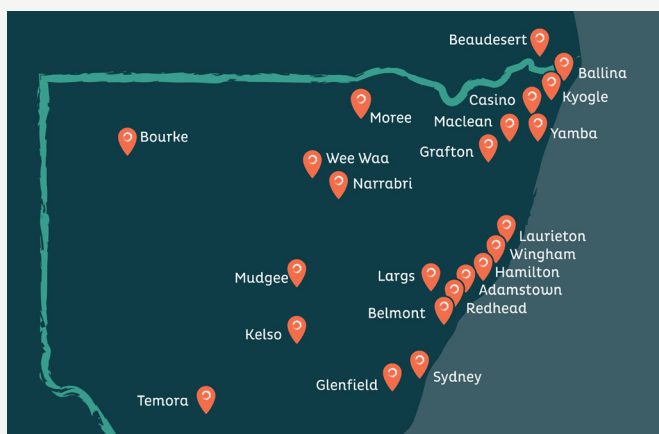 Beaudesert
Ballina
Kyogle
Casino
Moree
Maclean
Yamba
Bourke
Grafton
Wee Waa
Narrabri
Laurieton
Wingham
Hamilton
Largs
Mudgee
Adamstown
Redhead
Belmont
Kelso
Sydney
Glenfield
Temora